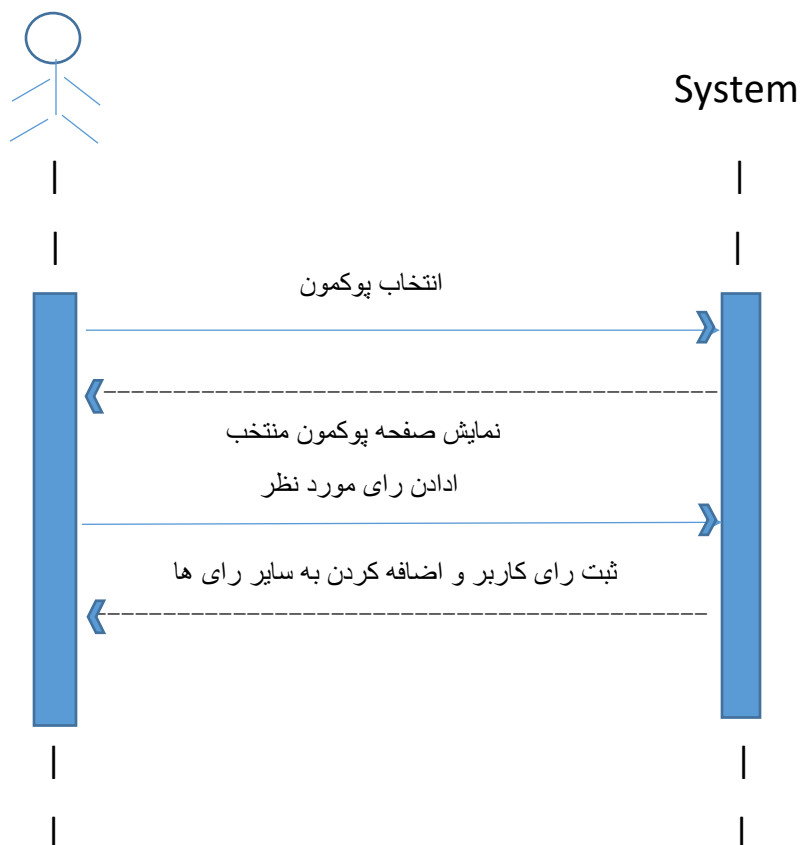 System
انتخاب پوکمون
نمایش صفحه پوکمون منتخب
ادادن رای مورد نظر
ثبت رای کاربر و اضافه کردن به سایر رای ها